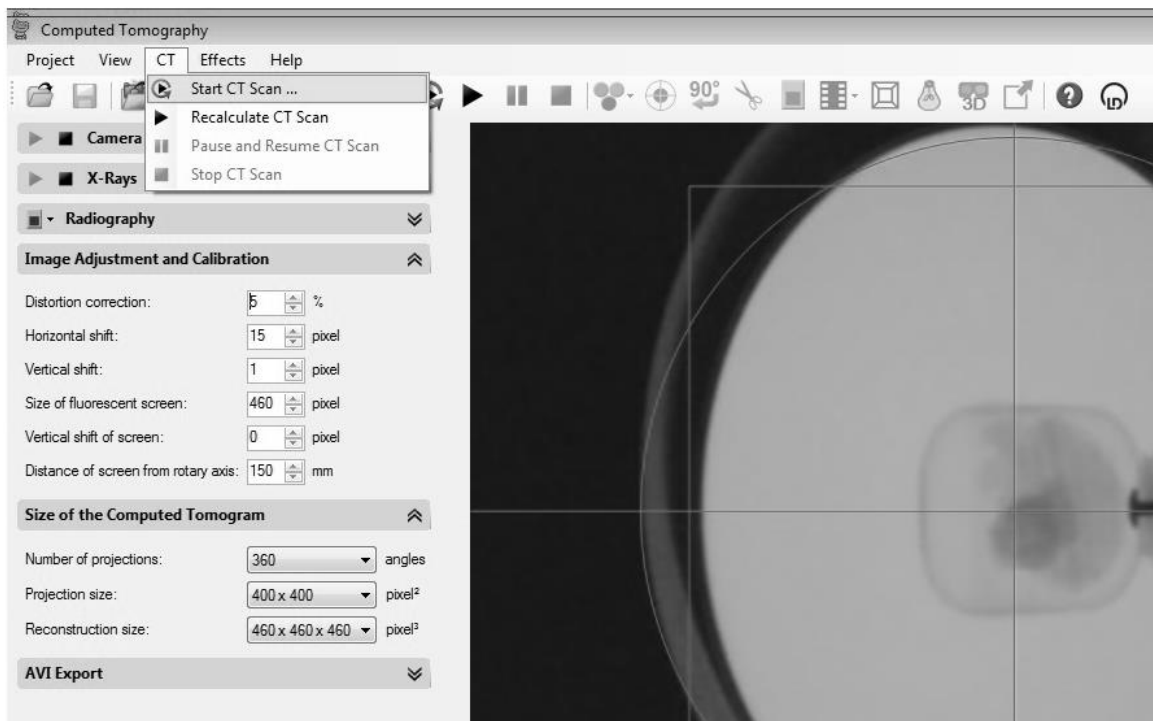 Computed Tomography
Project View CT Effects Help
Start CT Scan ...
90° 3D ? LD
Recalculate CT Scan
Camera
Pause and Resume CT Scan
X-Rays
Stop CT Scan
Radiography
Image Adjustment and Calibration
Distortion correction: 5 %
Horizontal shift: 15 pixel
Vertical shift: 1 pixel
Size of fluorescent screen: 460 pixel
Vertical shift of screen: 0 pixel
Distance of screen from rotary axis: 150 mm
Size of the Computed Tomogram
Number of projections: 360 angles
Projection size: 400 x 400 pixel²
Reconstruction size: 460 x 460 x 460 pixel³
AVI Export